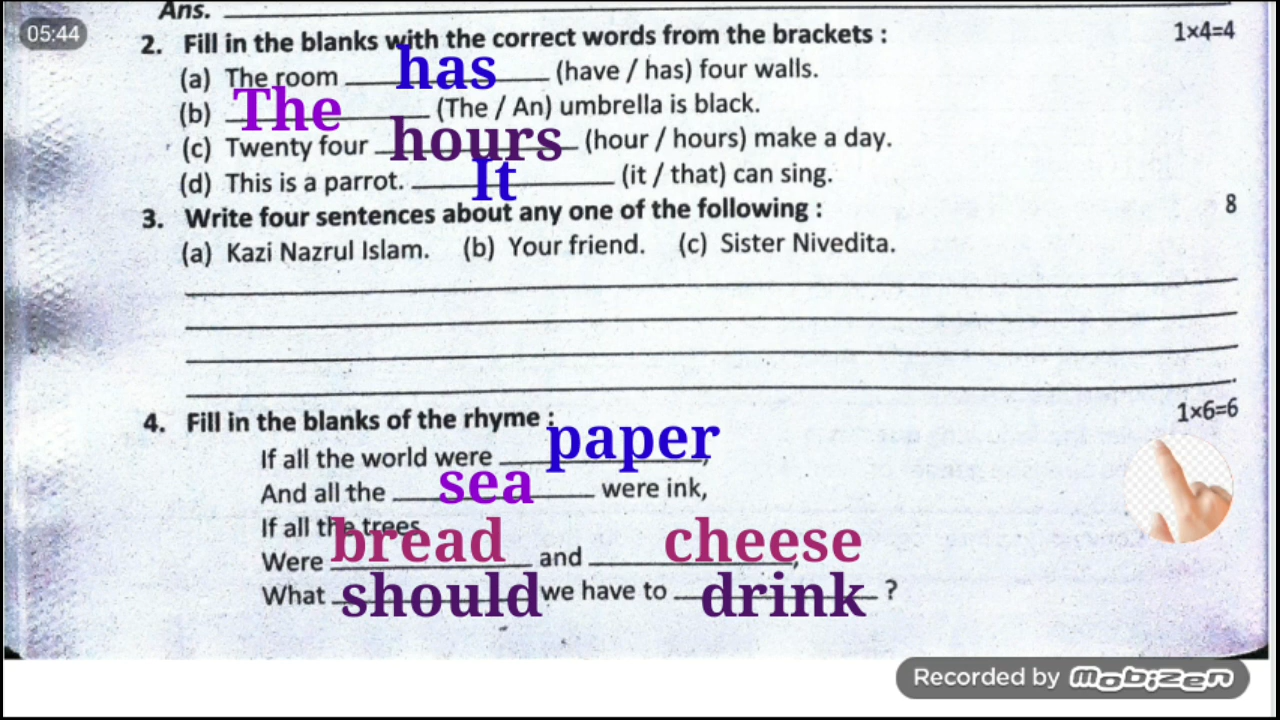 Ans.
05:44
2. Fill in the blanks with the correct words from the brackets : 1×4=4
(a) The room has (have / has) four walls.
(b) The (The / An) umbrella is black.
(c) Twenty four hours (hour / hours) make a day.
(d) This is a parrot. It (it / that) can sing.
3. Write four sentences about any one of the following : 8
(a) Kazi Nazrul Islam. (b) Your friend. (c) Sister Nivedita.
4. Fill in the blanks of the rhyme : 1×6=6
If all the world were paper,
And all the sea were ink,
If all the trees
Were bread and cheese,
What should we have to drink ?
Recorded by Mobizen